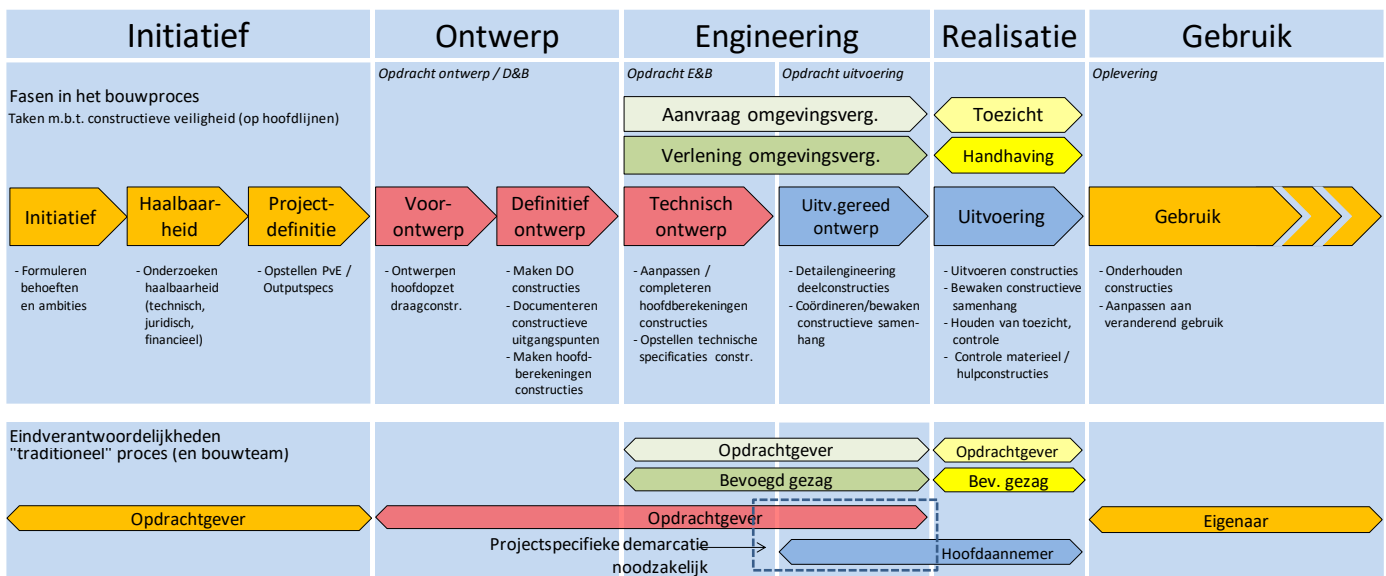 Initiatief
Ontwerp
Engineering
Realisatie
Gebruik
Opdracht ontwerp / D&B
Opdracht E&B
Opdracht uitvoering
Oplevering
Fasen in het bouwproces
Taken m.b.t. constructieve veiligheid (op hoofdlijnen)
Aanvraag omgevingsverg.
Toezicht
Verlening omgevingsverg.
Handhaving
Initiatief
Haalbaar-
heid
Project-
definitie
Voor-
ontwerp
Definitief
ontwerp
Technisch
ontwerp
Uitv.gereed
ontwerp
Uitvoering
Gebruik
- Formuleren
behoeften
en ambities
- Onderzoeken
haalbaarheid
(technisch,
juridisch,
financieel)
- Opstellen PvE /
Outputspecs
- Ontwerpen
hoofdopzet
draagconstr.
- Maken DO
constructies
- Documenteren
constructieve
uitgangspunten
- Maken hoofd-
berekeningen
constructies
- Aanpassen /
completeren
hoofdberekeningen
constructies
- Opstellen technische
specificaties constr.
- Detailengineering
deelconstructies
- Coördineren/bewaken
constructieve samen-
hang
- Uitvoeren constructies
- Bewaken constructieve
samenhang
- Houden van toezicht,
controle
- Controle materieel /
hulpconstructies
- Onderhouden
constructies
- Aanpassen aan
veranderend gebruik
Eindverantwoordelijkheden
"traditioneel" proces (en bouwteam)
Opdrachtgever
Opdrachtgever
Bevoegd gezag
Bev. gezag
Opdrachtgever
Opdrachtgever
Eigenaar
Projectspecifieke demarcatie
noodzakelijk
Hoofdaannemer